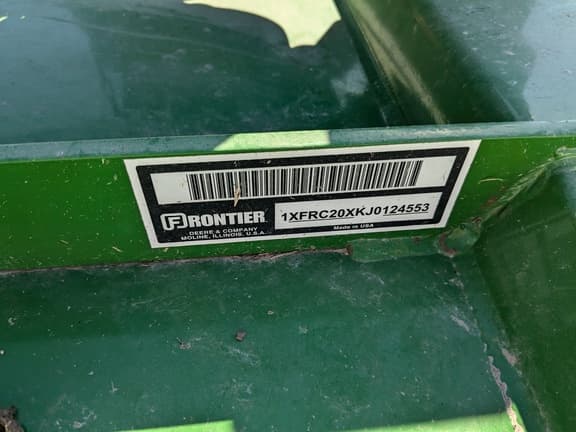 FRONTIER
DEERE & COMPANY
MOLINE, ILLINOIS, U.S.A.
1XFRC20XKJ0124553
Made in USA